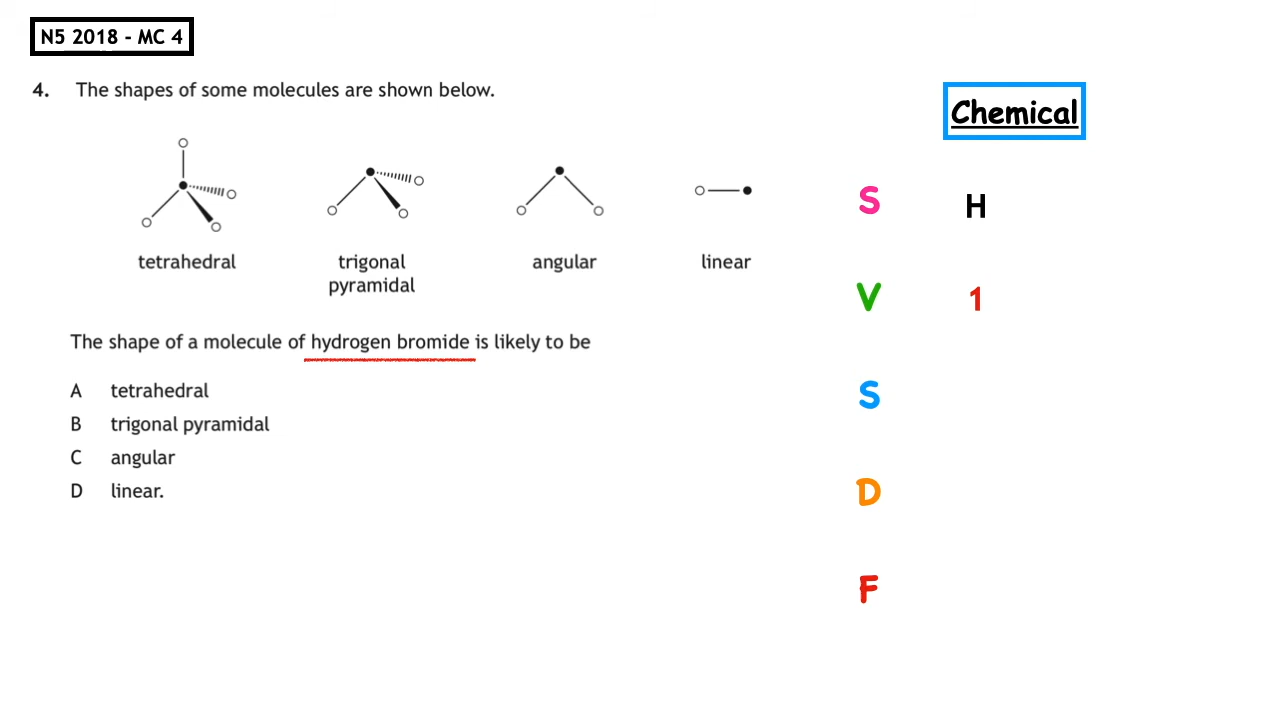 N5 2018 - MC 4
4. The shapes of some molecules are shown below.
tetrahedral
trigonal
pyramidal
angular
linear
The shape of a molecule of hydrogen bromide is likely to be
A tetrahedral
B trigonal pyramidal
C angular
D linear.
Chemical
S H
V 1
S
D
F